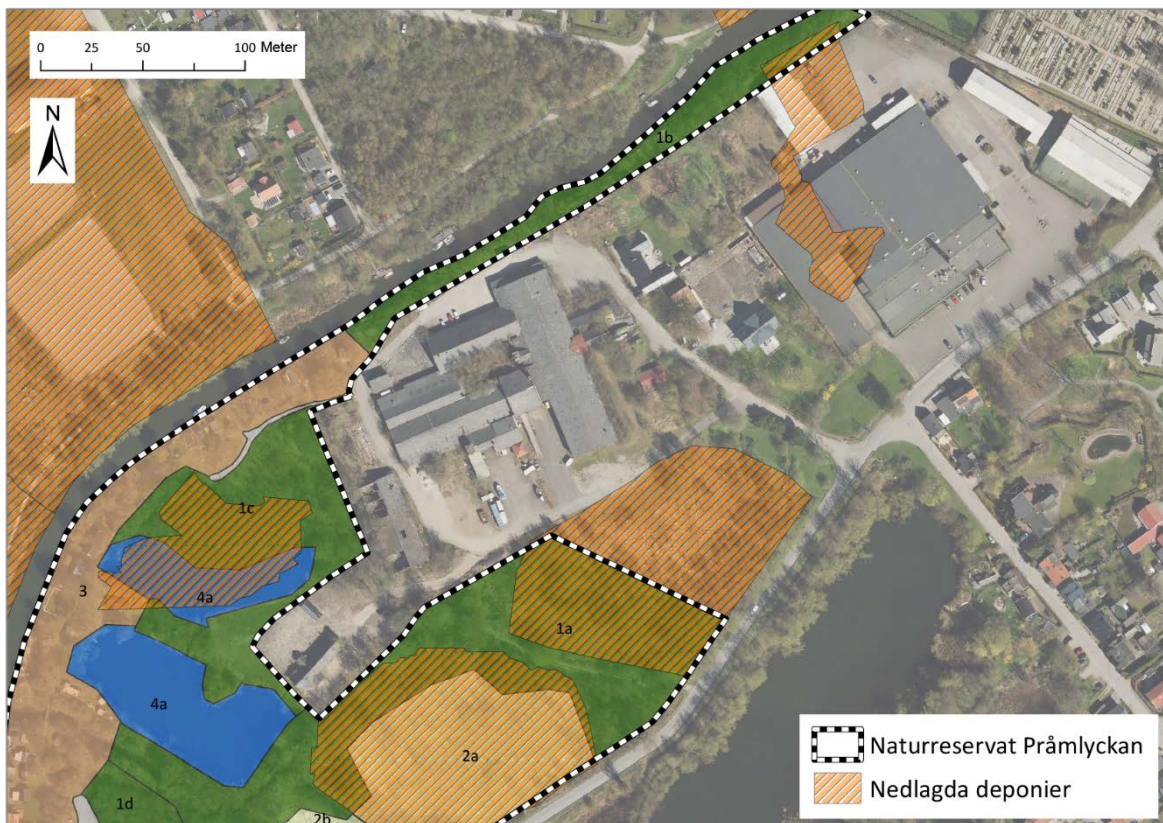 0 25 50 100 Meter
N
1b
1c
3
4a
1a
4a
2a
1d
2b
Naturreservat Pråmlyckan
Nedlagda deponier